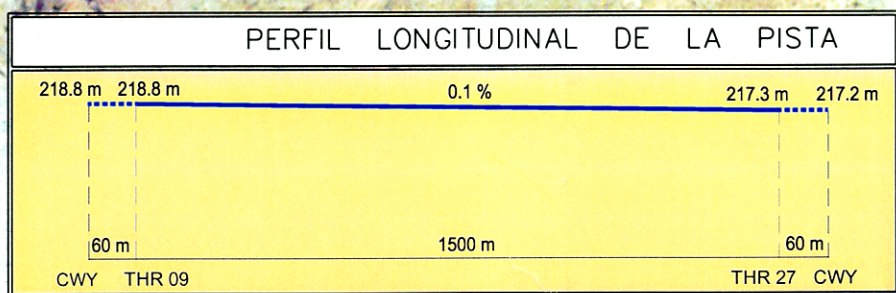 PERFIL LONGITUDINAL DE LA PISTA
218.8 m 218.8 m 0.1 % 217.3 m 217.2 m
60 m 1500 m 60 m
CWY THR 09 THR 27 CWY